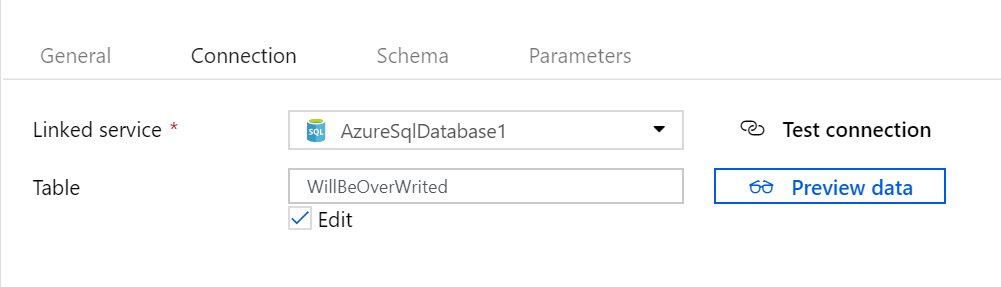 General Connection Schema Parameters
Linked service * SQL AzureSqlDatabase1 Test connection
Table WillBeOverWrited Preview data
Edit